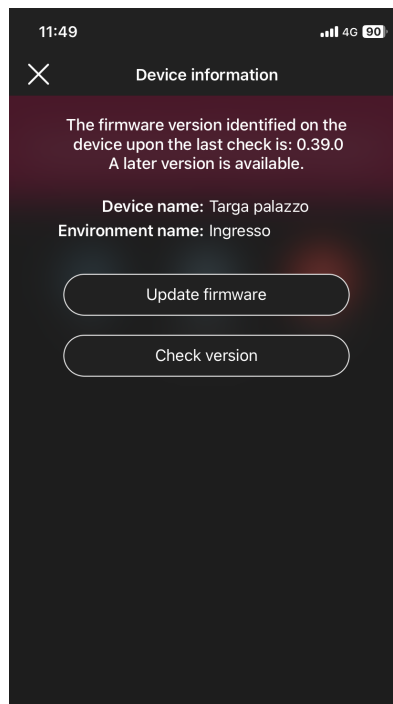 11:49
4G 90
Device information
The firmware version identified on the
device upon the last check is: 0.39.0
A later version is available.
Device name: Targa palazzo
Environment name: Ingresso
Update firmware
Check version